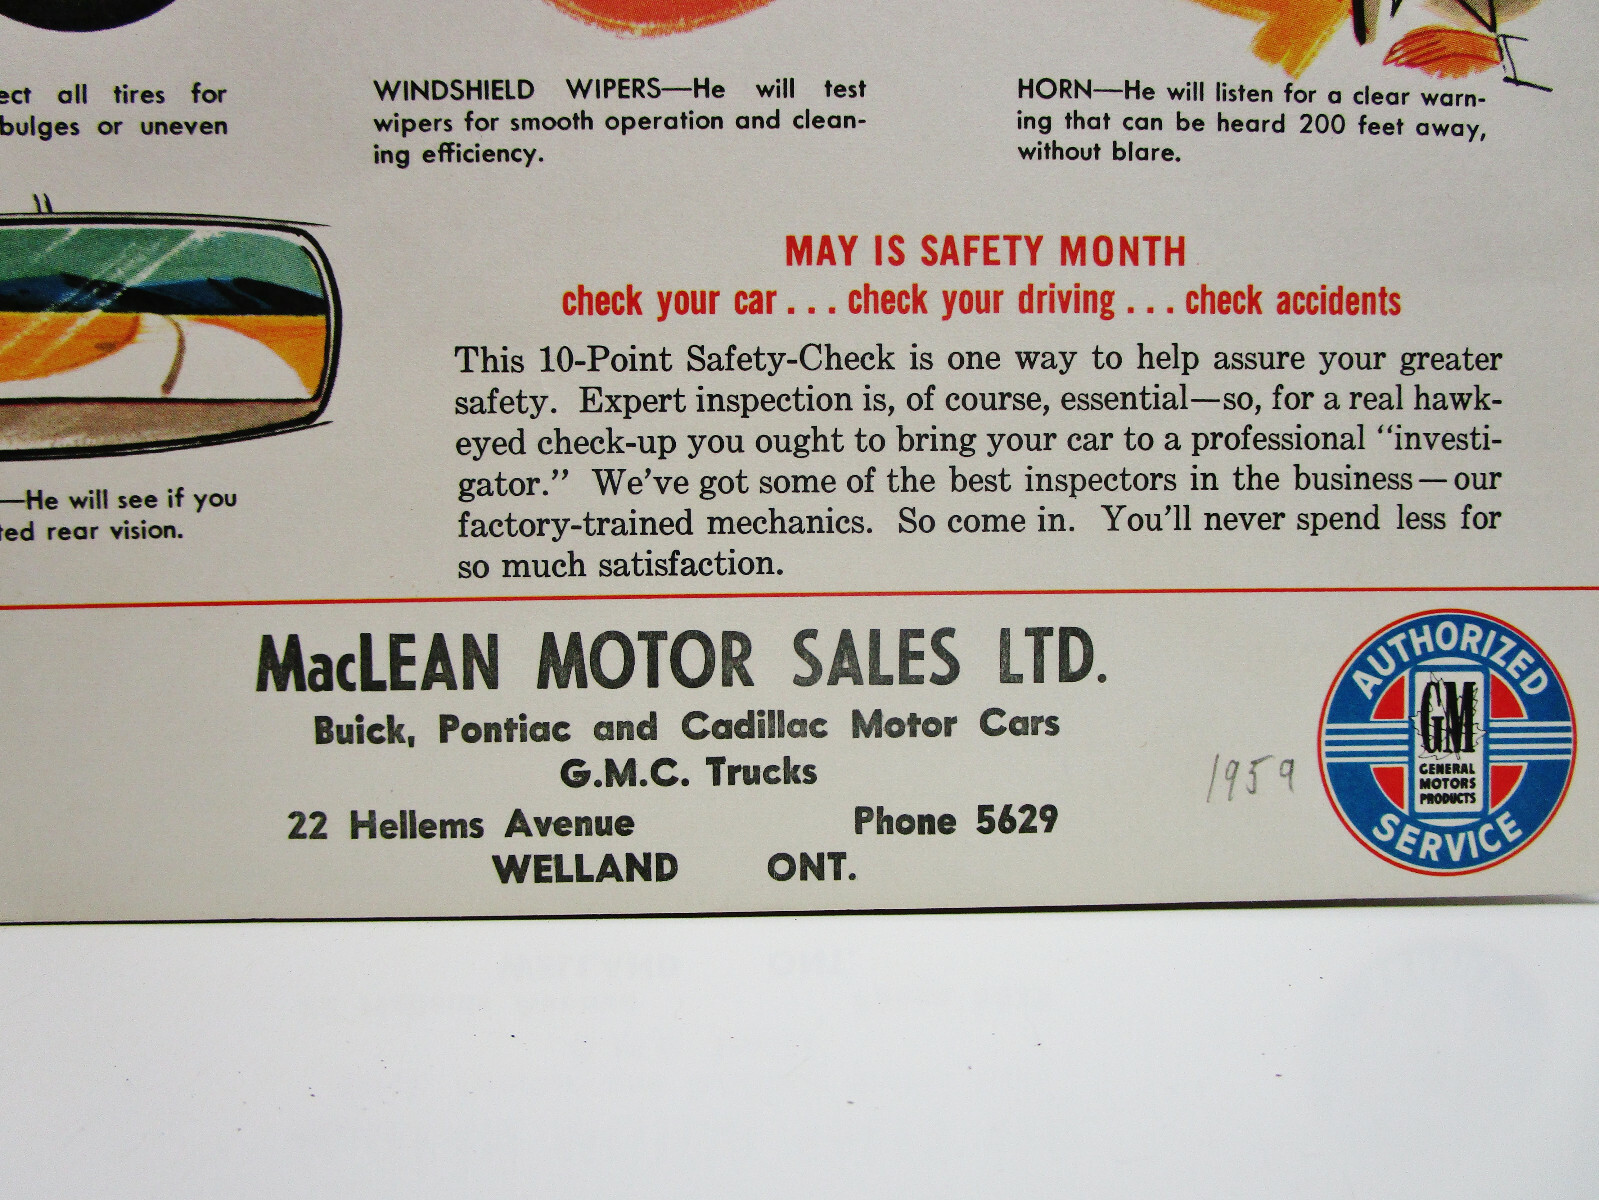 ect all tires for
bulges or uneven
WINDSHIELD WIPERS—He will test
wipers for smooth operation and clean-
ing efficiency.
HORN—He will listen for a clear warn-
ing that can be heard 200 feet away,
without blare.
—He will see if you
ted rear vision.
MAY IS SAFETY MONTH
check your car . . . check your driving . . . check accidents
This 10-Point Safety-Check is one way to help assure your greater
safety. Expert inspection is, of course, essential—so, for a real hawk-
eyed check-up you ought to bring your car to a professional “investi-
gator.” We’ve got some of the best inspectors in the business—our
factory-trained mechanics. So come in. You’ll never spend less for
so much satisfaction.
MacLEAN MOTOR SALES LTD.
Buick, Pontiac and Cadillac Motor Cars
G.M.C. Trucks
22 Hellems Avenue Phone 5629
WELLAND ONT.
1959
AUTHORIZED
GM
GENERAL
MOTORS
PRODUCTS
SERVICE